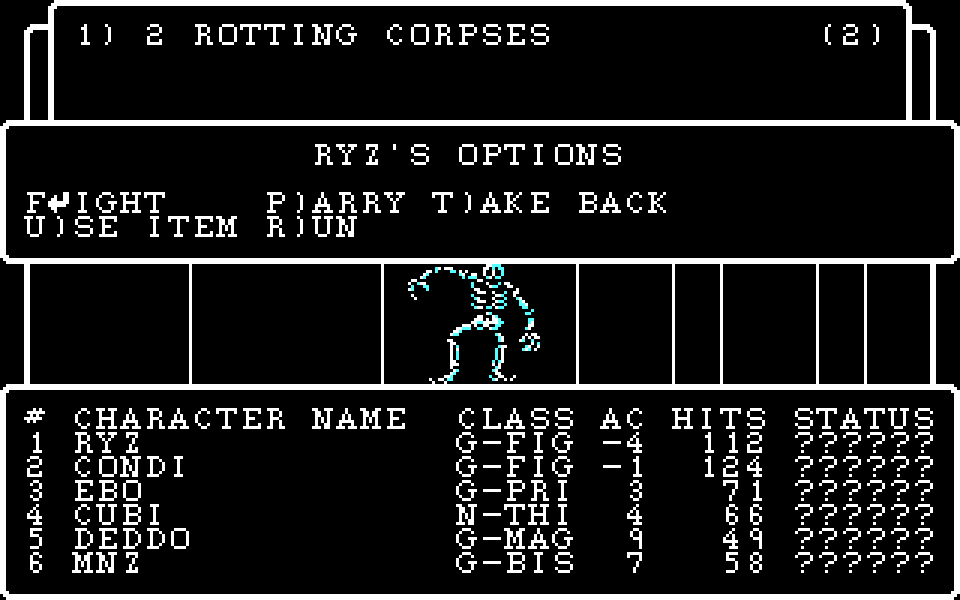 1) 2 ROTTING CORPSES (2)
RYZ'S OPTIONS
F↵IGHT P)ARRY T)AKE BACK
U)SE ITEM R)UN
# CHARACTER NAME CLASS AC HITS STATUS
1 RYZ G-FIG -4 112 ??????
2 CONDI G-FIG -1 124 ??????
3 EBO G-PRI 3 71 ??????
4 CUBI N-THI 4 66 ??????
5 DEDDO G-MAG 9 49 ??????
6 MNZ G-BIS 7 58 ??????